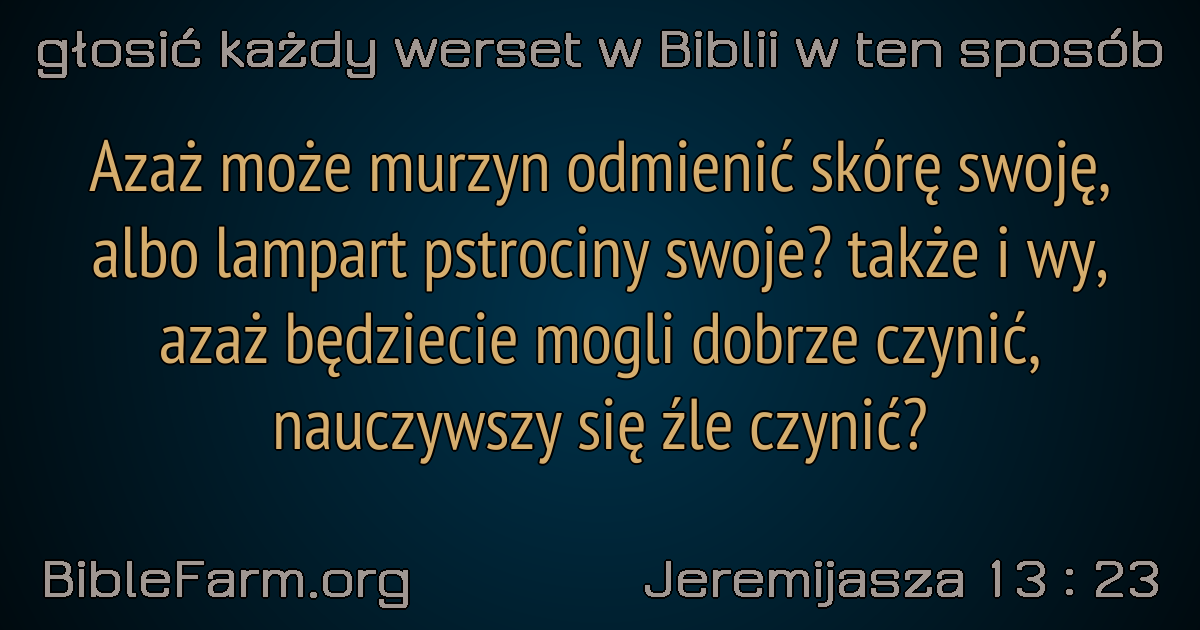 głosić każdy werset w Biblii w ten sposób
Azaż może murzyn odmienić skórę swoję,
albo lampart pstrociny swoje? także i wy,
azaż będziecie mogli dobrze czynić,
nauczywszy się źle czynić?
BibleFarm.org
Jeremijasza 13 : 23